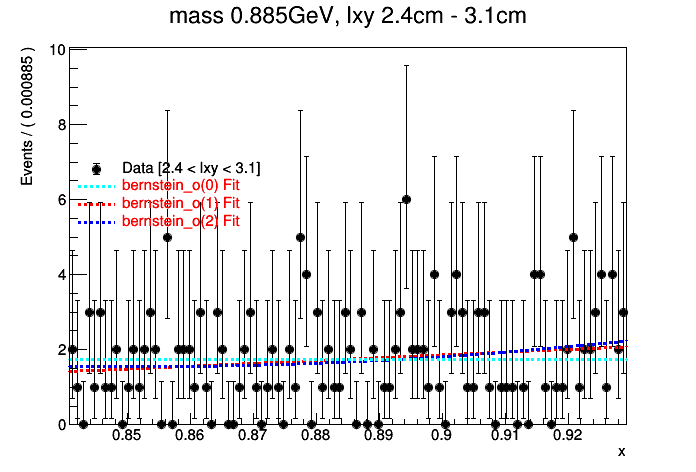 mass 0.885GeV, lxy 2.4cm - 3.1cm
Events / ( 0.000885 )
10
8
6
4
2
0
Data [2.4 < lxy < 3.1]
bernstein_o(0) Fit
bernstein_o(1) Fit
bernstein_o(2) Fit
0.85 0.86 0.87 0.88 0.89 0.9 0.91 0.92
x